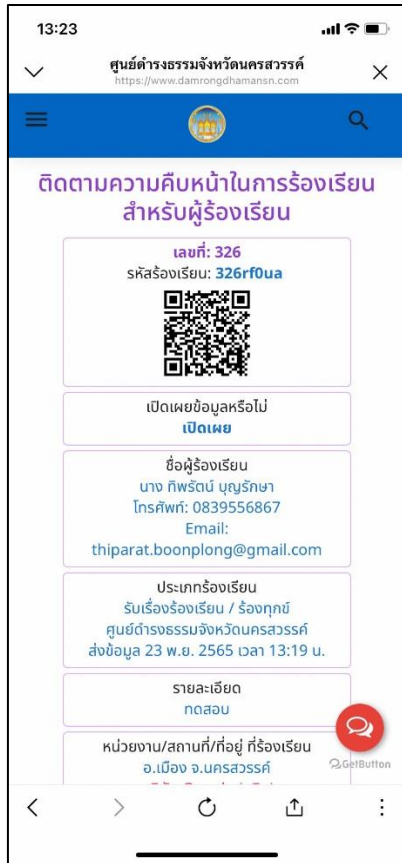 13:23
ศูนย์ดำรงธรรมจังหวัดนครสวรรค์
https://www.damrongdhamansn.com
ติดตามความคืบหน้าในการร้องเรียน
สำหรับผู้ร้องเรียน
เลขที่: 326
รหัสร้องเรียน: 326rf0ua
เปิดเผยข้อมูลหรือไม่
เปิดเผย
ชื่อผู้ร้องเรียน
นาง ทิพรัตน์ บุญรักษา
โทรศัพท์: 0839556867
Email:
thiparat.boonplong@gmail.com
ประเภทร้องเรียน
รับเรื่องร้องเรียน / ร้องทุกข์
ศูนย์ดำรงธรรมจังหวัดนครสวรรค์
ส่งข้อมูล 23 พ.ย. 2565 เวลา 13:19 น.
รายละเอียด
ทดสอบ
หน่วยงาน/สถานที่/ที่อยู่ ที่ร้องเรียน
อ.เมือง จ.นครสวรรค์
GetButton